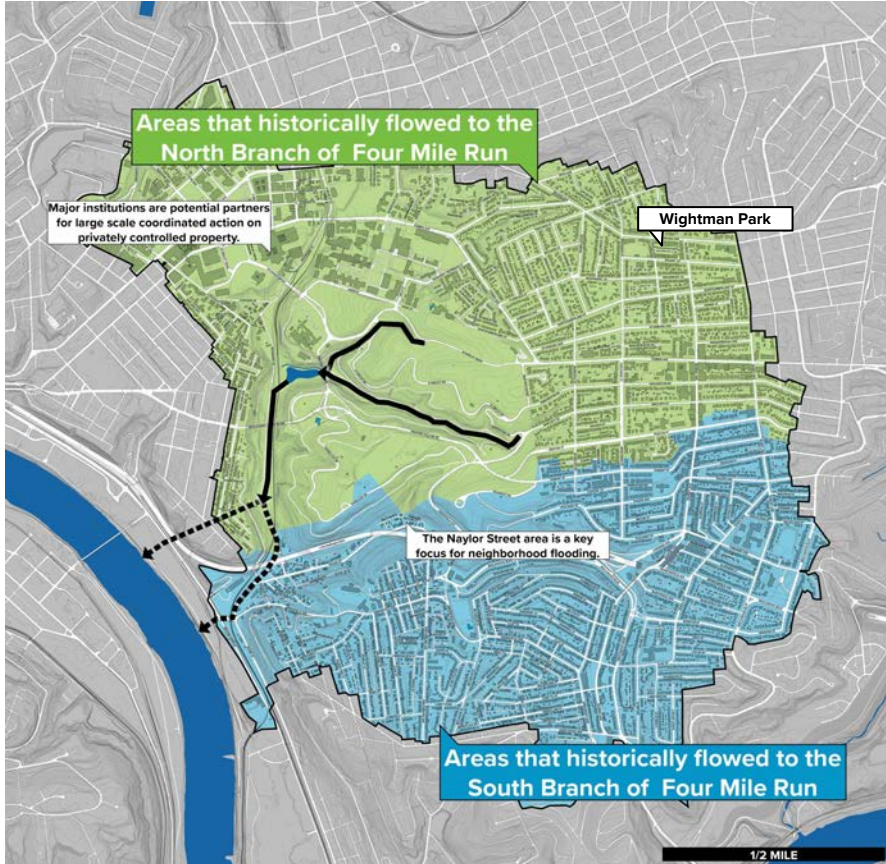 Areas that historically flowed to the
North Branch of Four Mile Run
Major institutions are potential partners
for large scale coordinated action on
privately controlled property.
Wightman Park
The Naylor Street area is a key
focus for neighborhood flooding.
Areas that historically flowed to the
South Branch of Four Mile Run
1/2 MILE